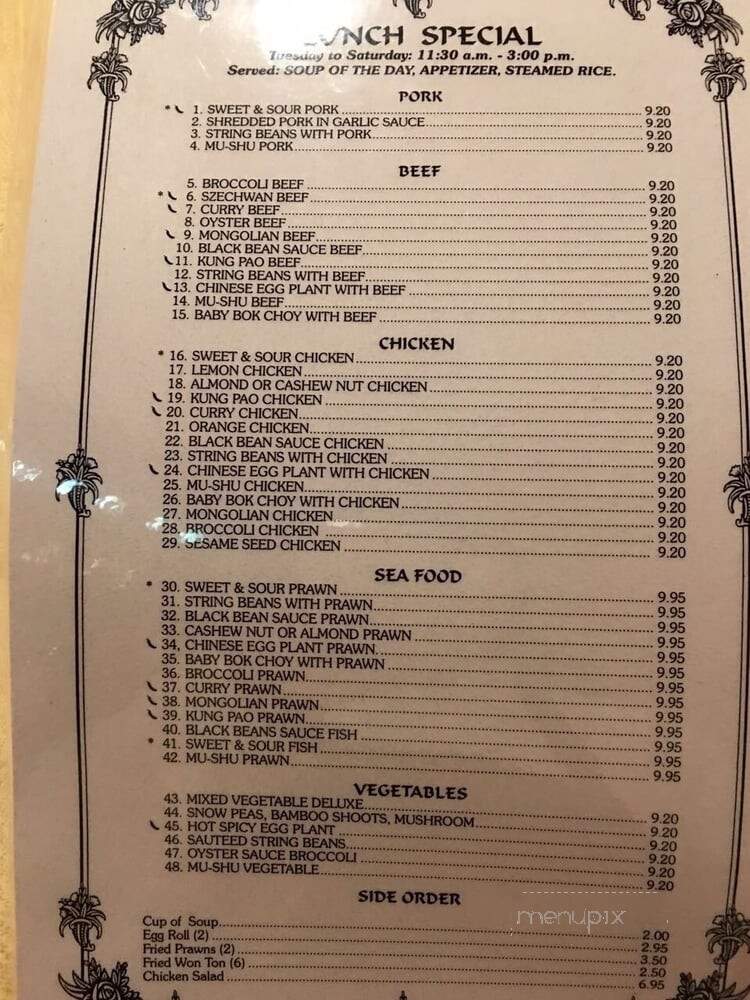 LUNCH SPECIAL
Tuesday to Saturday: 11:30 a.m. - 3:00 p.m.
Served: SOUP OF THE DAY, APPETIZER, STEAMED RICE.
PORK
* 1. SWEET & SOUR PORK 9.20
2. SHREDDED PORK IN GARLIC SAUCE 9.20
3. STRING BEANS WITH PORK 9.20
4. MU-SHU PORK 9.20
BEEF
5. BROCCOLI BEEF 9.20
* 6. SZECHWAN BEEF 9.20
7. CURRY BEEF 9.20
8. OYSTER BEEF 9.20
9. MONGOLIAN BEEF 9.20
10. BLACK BEAN SAUCE BEEF 9.20
11. KUNG PAO BEEF 9.20
12. STRING BEANS WITH BEEF 9.20
13. CHINESE EGG PLANT WITH BEEF 9.20
14. MU-SHU BEEF 9.20
15. BABY BOK CHOY WITH BEEF 9.20
CHICKEN
* 16. SWEET & SOUR CHICKEN 9.20
17. LEMON CHICKEN 9.20
18. ALMOND OR CASHEW NUT CHICKEN 9.20
19. KUNG PAO CHICKEN 9.20
20. CURRY CHICKEN 9.20
21. ORANGE CHICKEN 9.20
22. BLACK BEAN SAUCE CHICKEN 9.20
23. STRING BEANS WITH CHICKEN 9.20
24. CHINESE EGG PLANT WITH CHICKEN 9.20
25. MU-SHU CHICKEN 9.20
26. BABY BOK CHOY WITH CHICKEN 9.20
27. MONGOLIAN CHICKEN 9.20
28. BROCCOLI CHICKEN 9.20
29. SESAME SEED CHICKEN 9.20
SEA FOOD
* 30. SWEET & SOUR PRAWN 9.95
31. STRING BEANS WITH PRAWN 9.95
32. BLACK BEAN SAUCE PRAWN 9.95
33. CASHEW NUT OR ALMOND PRAWN 9.95
34, CHINESE EGG PLANT PRAWN. 9.95
35. BABY BOK CHOY WITH PRAWN 9.95
36. BROCCOLI PRAWN 9.95
37. CURRY PRAWN 9.95
38. MONGOLIAN PRAWN 9.95
39. KUNG PAO PRAWN 9.95
40. BLACK BEANS SAUCE FISH 9.95
* 41. SWEET & SOUR FISH 9.95
42. MU-SHU PRAWN 9.95
VEGETABLES
43. MIXED VEGETABLE DELUXE 9.20
44. SNOW PEAS, BAMBOO SHOOTS, MUSHROOM 9.20
45. HOT SPICY EGG PLANT 9.20
46. SAUTEED STRING BEANS 9.20
47. OYSTER SAUCE BROCCOLI 9.20
48. MU-SHU VEGETABLE 9.20
SIDE ORDER
menupix
Cup of Soup 2.00
Egg Roll (2) 2.95
Fried Prawns (2) 3.50
Fried Won Ton (6) 2.50
Chicken Salad 6.95